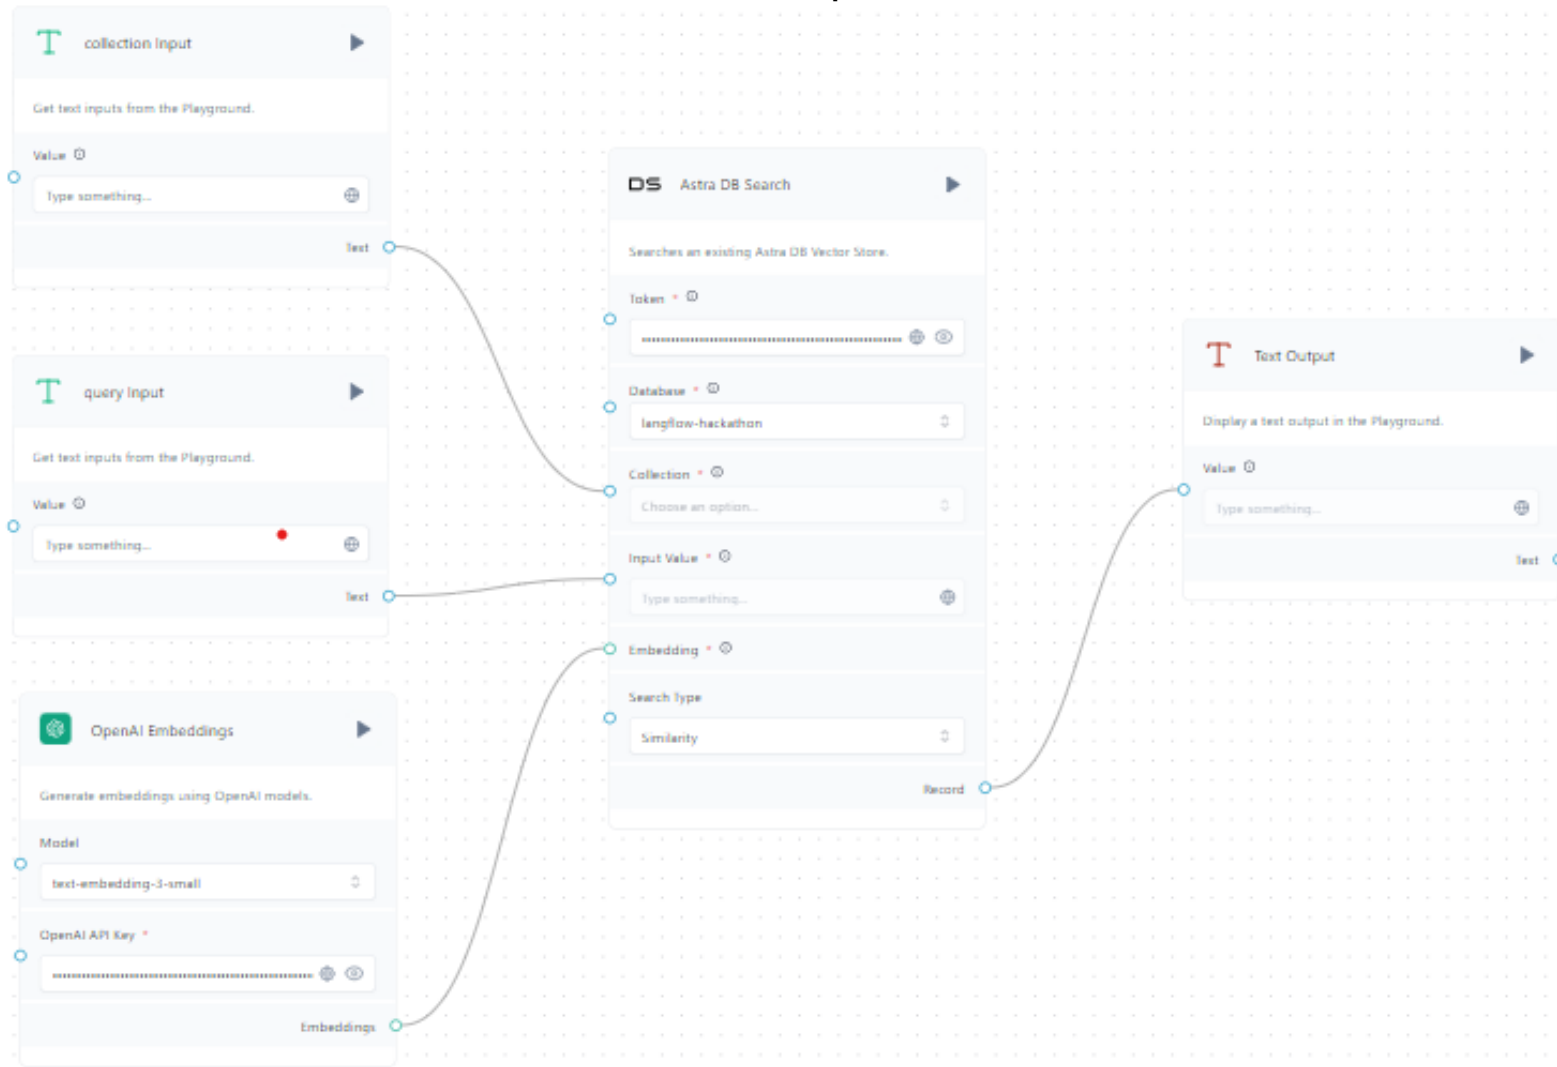 collection Input
Get text inputs from the Playground.
Value
Type something...
Text
query Input
Get text inputs from the Playground.
Value
Type something...
Text
OpenAI Embeddings
Generate embeddings using OpenAI models.
Model
text-embedding-3-small
OpenAI API Key *
Embeddings
DS Astra DB Search
Searches an existing Astra DB Vector Store.
Token *
Database *
langflow-hackathon
Collection *
Choose an option...
Input Value *
Type something...
Embedding *
Search Type
Similarity
Record
Text Output
Display a text output in the Playground.
Value
Type something...
Text